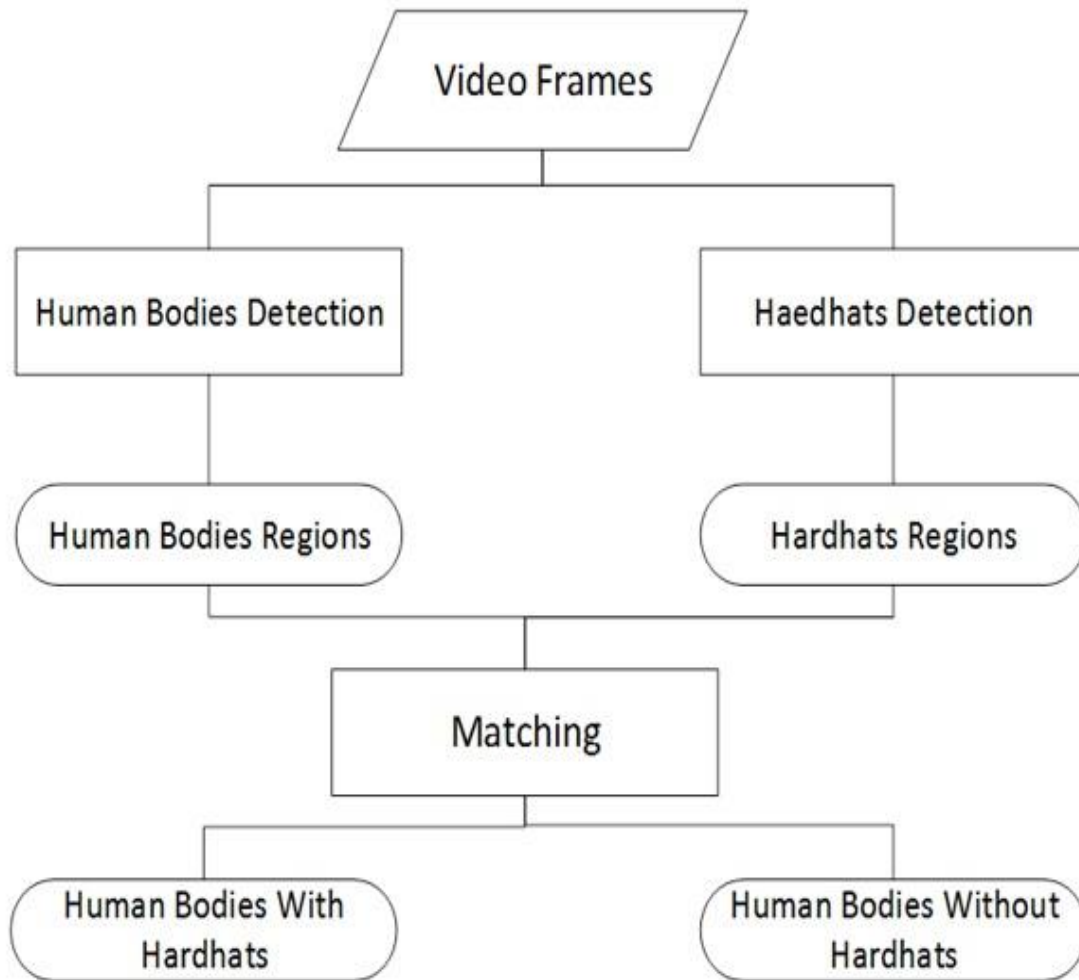 Video Frames
Human Bodies Detection
Haedhats Detection
Human Bodies Regions
Hardhats Regions
Matching
Human Bodies With
Hardhats
Human Bodies Without
Hardhats